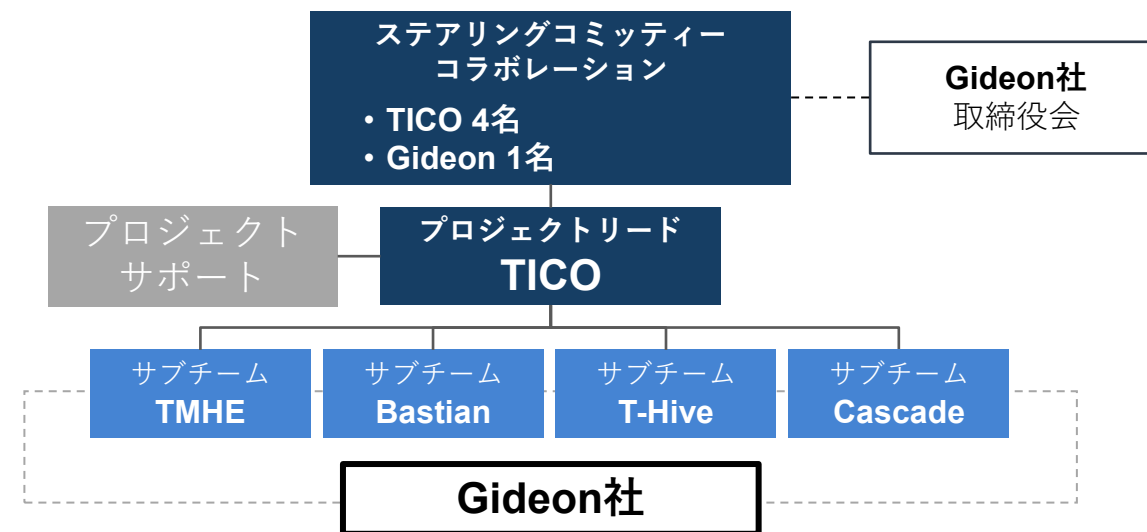 ステアリングコミッティー
コラボレーション
・TICO 4名
・Gideon 1名
Gideon社
取締役会
プロジェクト
サポート
プロジェクトリード
TICO
サブチーム
TMHE
サブチーム
Bastian
サブチーム
T-Hive
サブチーム
Cascade
Gideon社